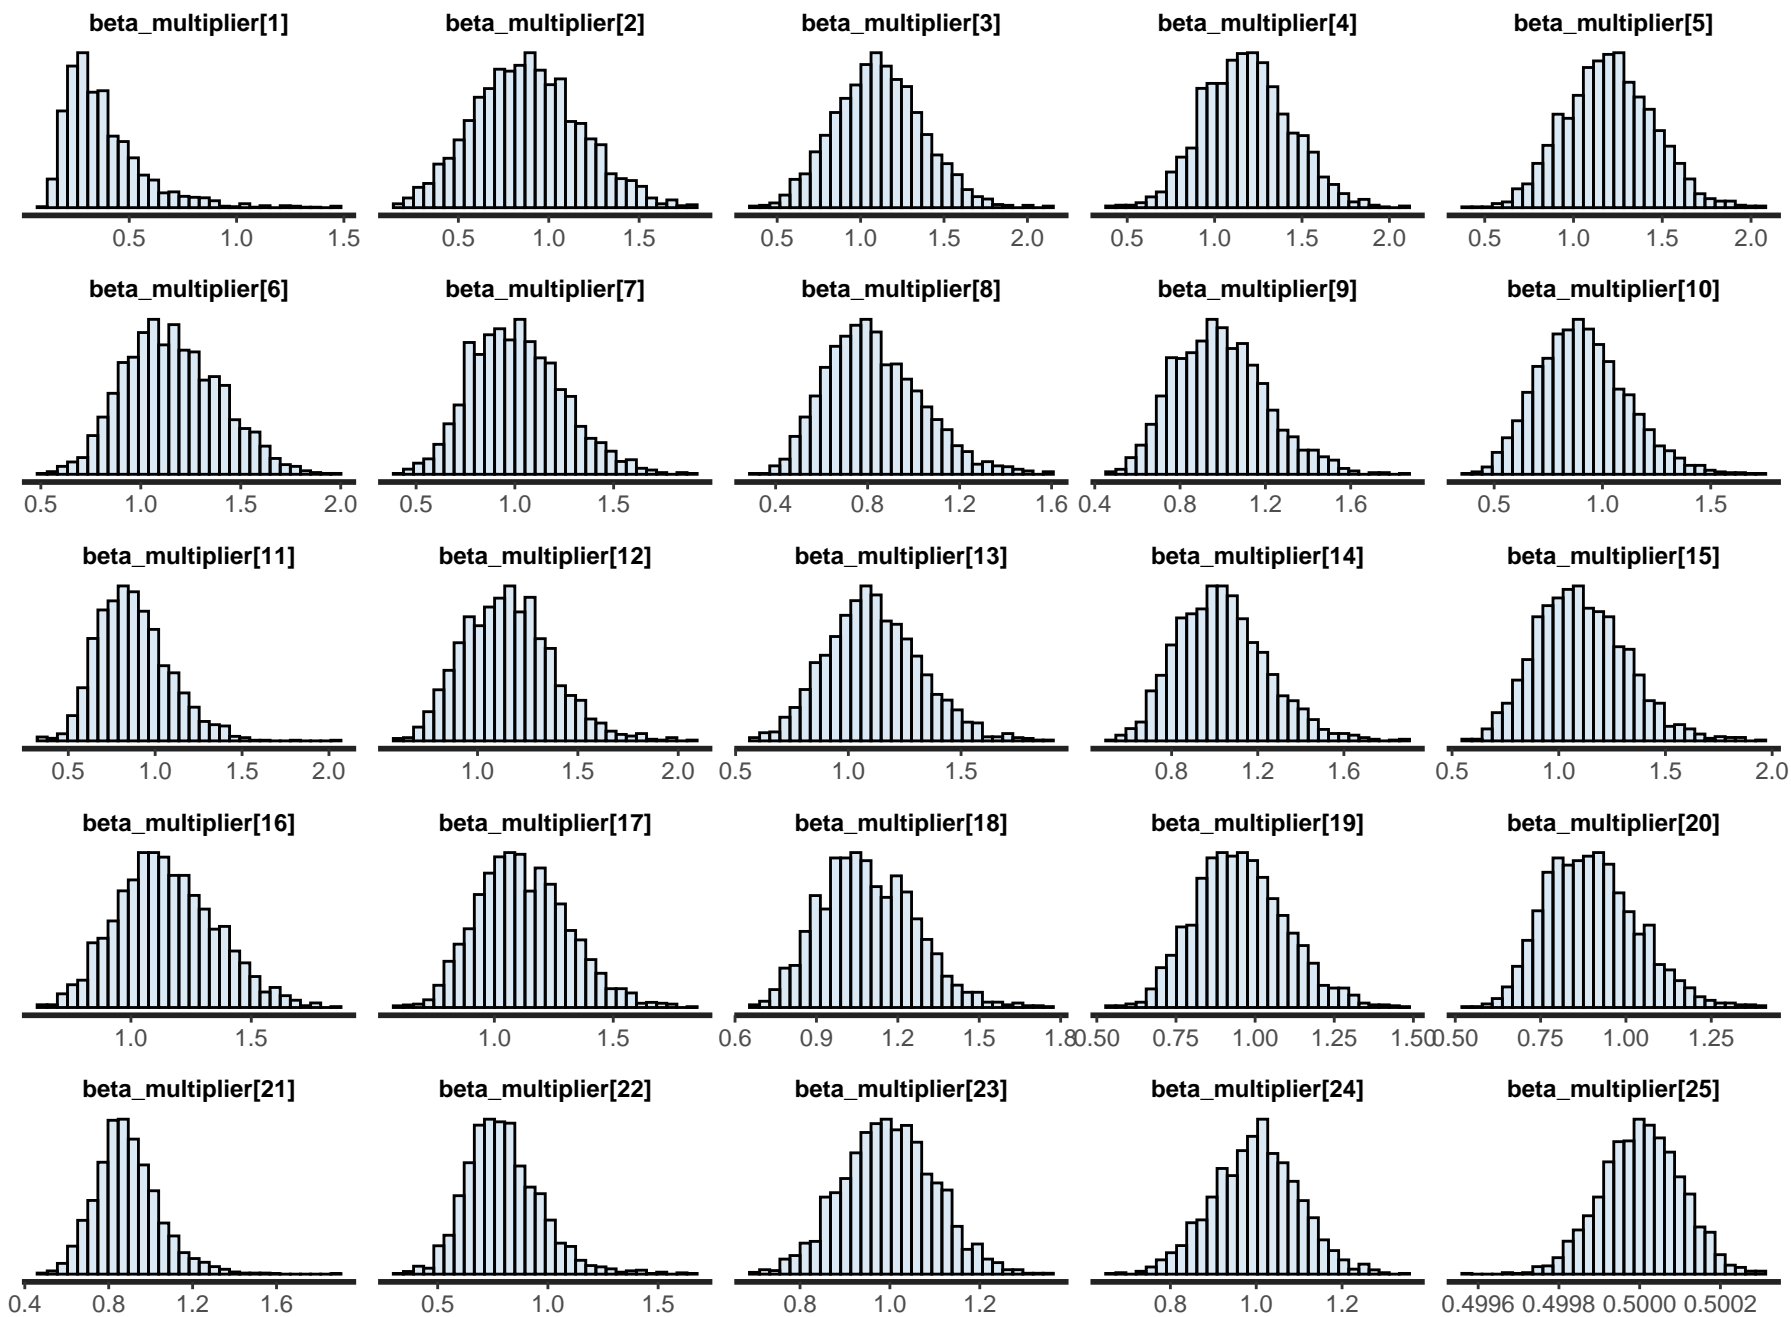 beta_multiplier[1] beta_multiplier[2] beta_multiplier[3] beta_multiplier[4] beta_multiplier[5]
0.5 1.0 1.5 0.5 1.0 1.5 0.5 1.0 1.5 2.0 0.5 1.0 1.5 2.0 0.5 1.0 1.5 2.0
beta_multiplier[6] beta_multiplier[7] beta_multiplier[8] beta_multiplier[9] beta_multiplier[10]
0.5 1.0 1.5 2.0 0.5 1.0 1.5 0.4 0.8 1.2 1.6 0.4 0.8 1.2 1.6 0.5 1.0 1.5
beta_multiplier[11] beta_multiplier[12] beta_multiplier[13] beta_multiplier[14] beta_multiplier[15]
0.5 1.0 1.5 2.0 1.0 1.5 2.0 0.5 1.0 1.5 0.8 1.2 1.6 0.5 1.0 1.5 2.0
beta_multiplier[16] beta_multiplier[17] beta_multiplier[18] beta_multiplier[19] beta_multiplier[20]
1.0 1.5 1.0 1.5 0.6 0.9 1.2 1.5 1.8 0.50 0.75 1.00 1.25 1.50 0.50 0.75 1.00 1.25
beta_multiplier[21] beta_multiplier[22] beta_multiplier[23] beta_multiplier[24] beta_multiplier[25]
0.4 0.8 1.2 1.6 0.5 1.0 1.5 0.8 1.0 1.2 0.8 1.0 1.2 0.4996 0.4998 0.5000 0.5002